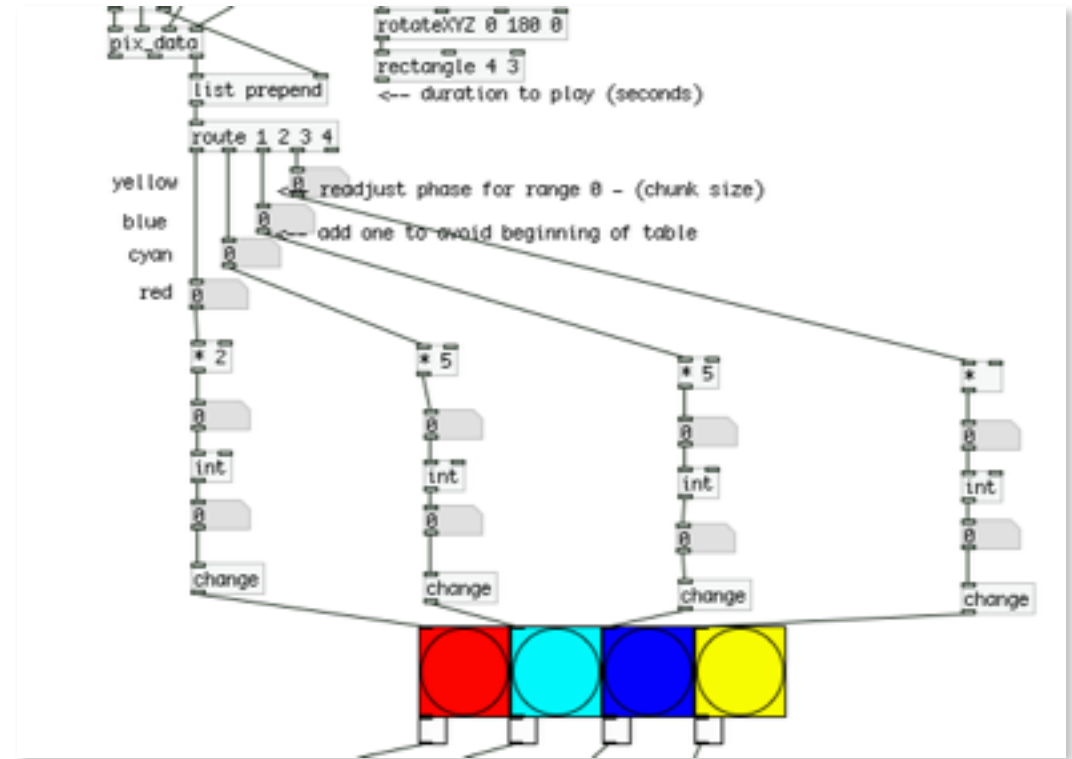 rotateXYZ 0 180 0
pix_data
rectangle 4 3
list prepend
<-- duration to play (seconds)
route 1 2 3 4
yellow
0
readjust phase for range 0 - (chunk size)
blue
0
<-- add one to avoid beginning of table
cyan
0
red
0
* 2
* 5
* 5
*
0
0
0
0
int
int
int
int
0
0
0
0
change
change
change
change